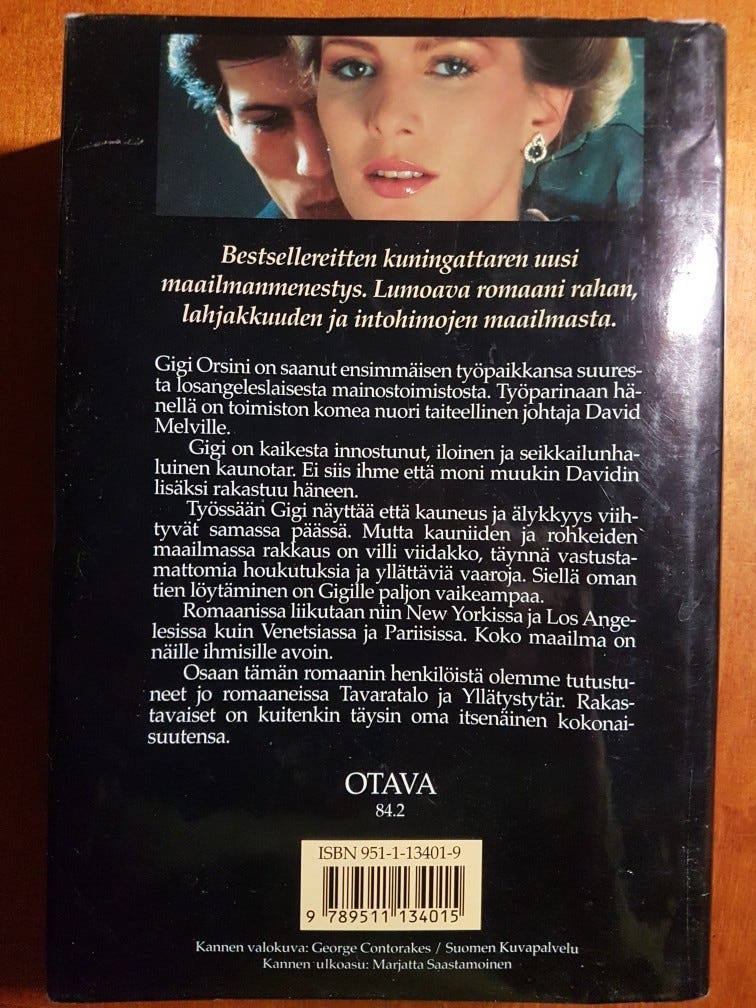 Bestsellereitten kuningattaren uusi
maailmanmenestys. Lumoava romaani rahan,
lahjakkuuden ja intohimojen maailmasta.
Gigi Orsini on saanut ensimmäisen työpaikkansa suures-
ta losangeleslaisesta mainostoimistosta. Työparinaan hä-
nellä on toimiston komea nuori taiteellinen johtaja David
Melville.
Gigi on kaikesta innostunut, iloinen ja seikkailunha-
luinen kaunotar. Ei siis ihme että moni muukin Davidin
lisäksi rakastuu häneen.
Työssään Gigi näyttää että kauneus ja älykkyys viih-
tyvät samassa päässä. Mutta kauniiden ja rohkeiden
maailmassa rakkaus on villi viidakko, täynnä vastusta-
mattomia houkutuksia ja yllättäviä vaaroja. Siellä oman
tien löytäminen on Gigille paljon vaikeampaa.
Romaanissa liikutaan niin New Yorkissa ja Los Ange-
lesissa kuin Venetsiassa ja Pariisissa. Koko maailma on
näille ihmisille avoin.
Osaan tämän romaanin henkilöistä olemme tutustu-
neet jo romaaneissa Tavaratalo ja Yllätystytär. Rakas-
tavaiset on kuitenkin täysin oma itsenäinen kokonai-
suutensa.
OTAVA
84.2
ISBN 951-1-13401-9
9 789511 134015
Kannen valokuva: George Contorakes / Suomen Kuvapalvelu
Kannen ulkoasu: Marjatta Saastamoinen